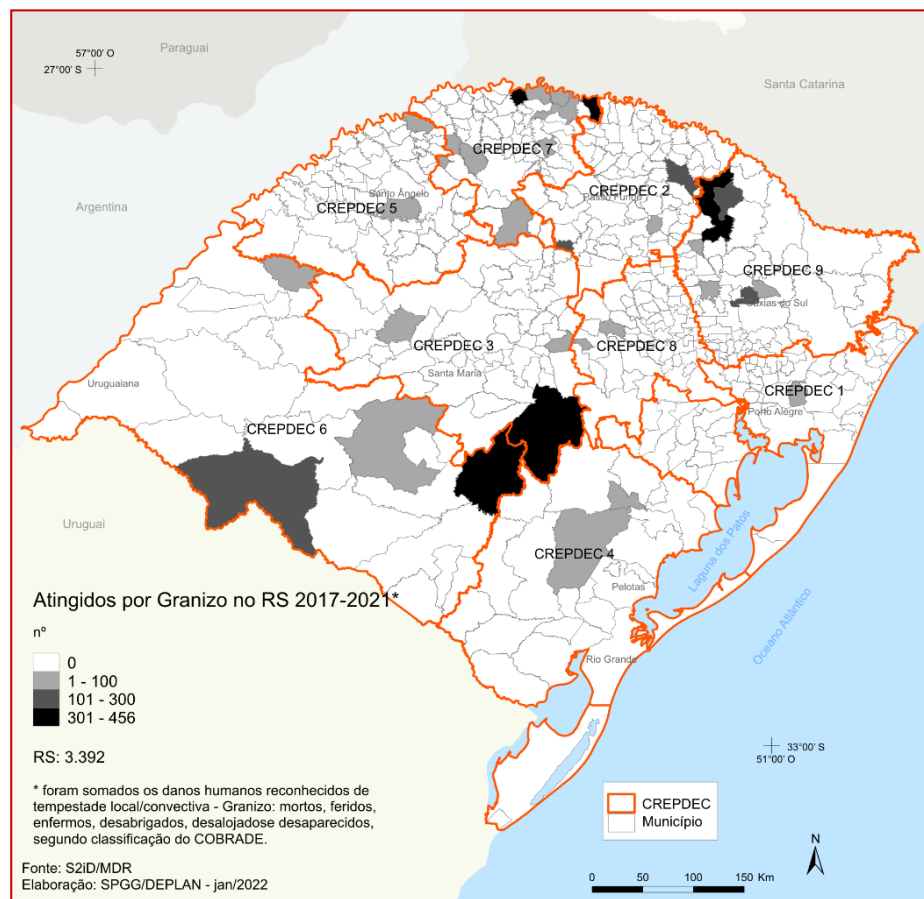 57°00' O
27°00' S
Paraguai
Santa Catarina
Argentina
CREPDEC 7
Santo Ângelo
CREPDEC 5
CREPDEC 2
Passo Fundo
CREPDEC 9
Caxias do Sul
CREPDEC 3
CREPDEC 8
Santa Maria
Uruguaiana
CREPDEC 1
Porto Alegre
CREPDEC 6
Uruguai
CREPDEC 4
Laguna dos Patos
Pelotas
Oceano Atlântico
Rio Grande
Atingidos por Granizo no RS 2017-2021*
nº
0
1 - 100
101 - 300
301 - 456
RS: 3.392
* foram somados os danos humanos reconhecidos de
tempestade local/convectiva - Granizo: mortos, feridos,
enfermos, desabrigados, desalojadose desaparecidos,
segundo classificação do COBRADE.
Fonte: S2iD/MDR
Elaboração: SPGG/DEPLAN - jan/2022
33°00' S
51°00' O
CREPDEC
Município
N
0 50 100 150 Km